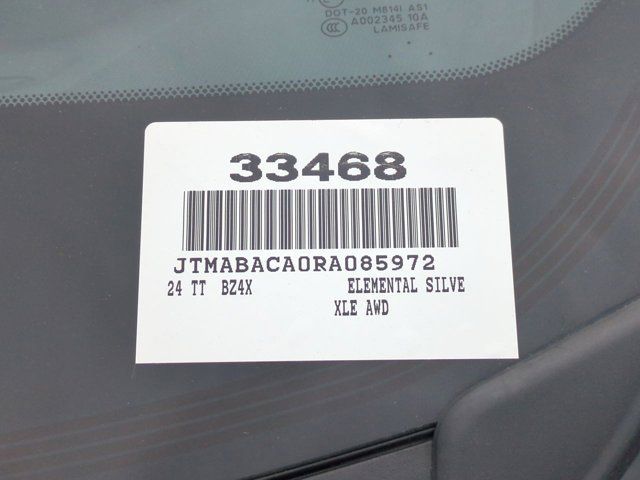 DOT-20 M814I AS1
A002345 10A
LAMISAFE
33468
JTMABACA0RA085972
24 TT BZ4X ELEMENTAL SILVE
XLE AWD